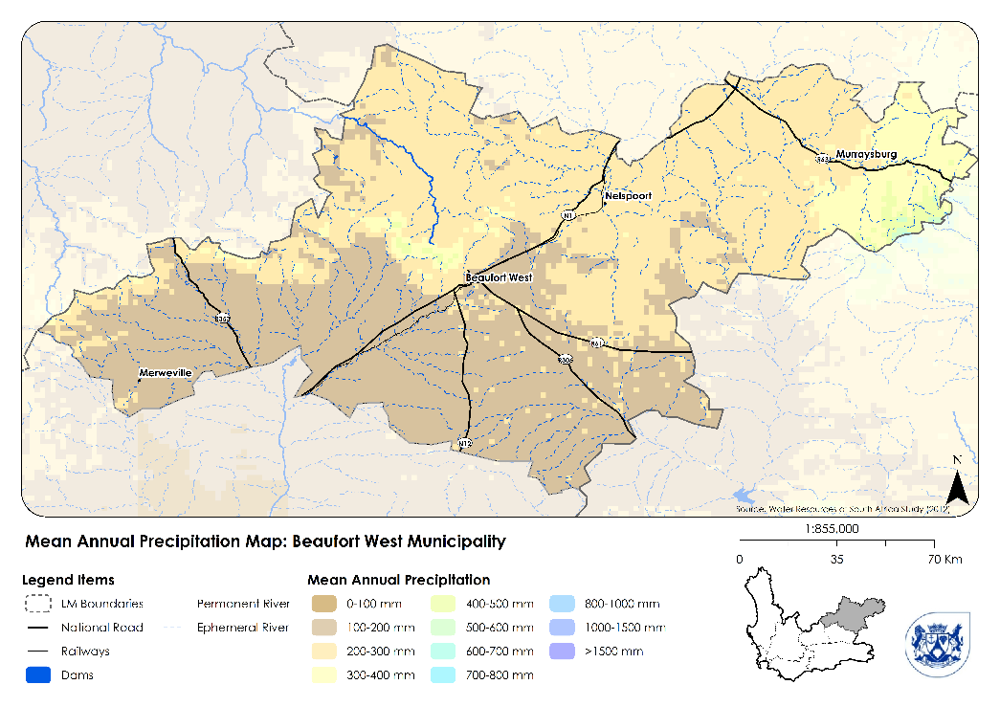 Murraysburg
R63
Nelspoort
N1
Beaufort West
R61
R306
Merweville
N12
N
Source: Water Resources of South Africa Study (2012)
1:855,000
0 35 70 Km
Mean Annual Precipitation Map: Beaufort West Municipality
Legend Items
LM Boundaries
National Road
Railways
Dams
Permanent River
Ephemeral River
Mean Annual Precipitation
0-100 mm
100-200 mm
200-300 mm
300-400 mm
400-500 mm
500-600 mm
600-700 mm
700-800 mm
800-1000 mm
1000-1500 mm
>1500 mm